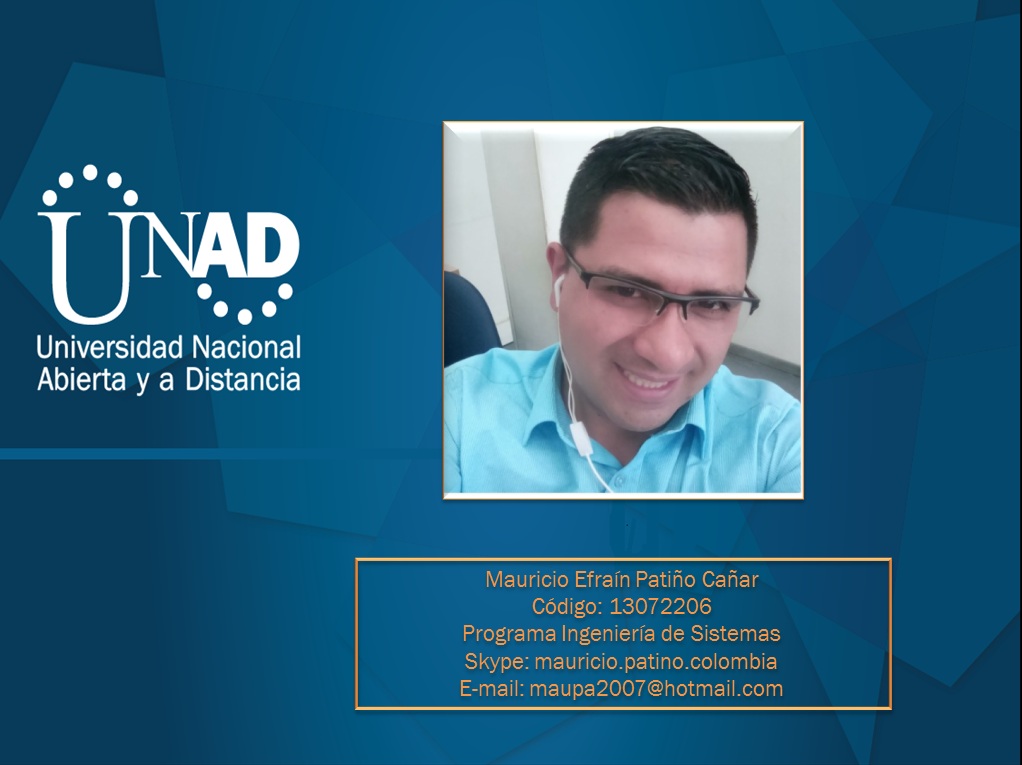 UNAD
Universidad Nacional
Abierta y a Distancia
Mauricio Efraín Patiño Cañar
Código: 13072206
Programa Ingeniería de Sistemas
Skype: mauricio.patino.colombia
E-mail: maupa2007@hotmail.com